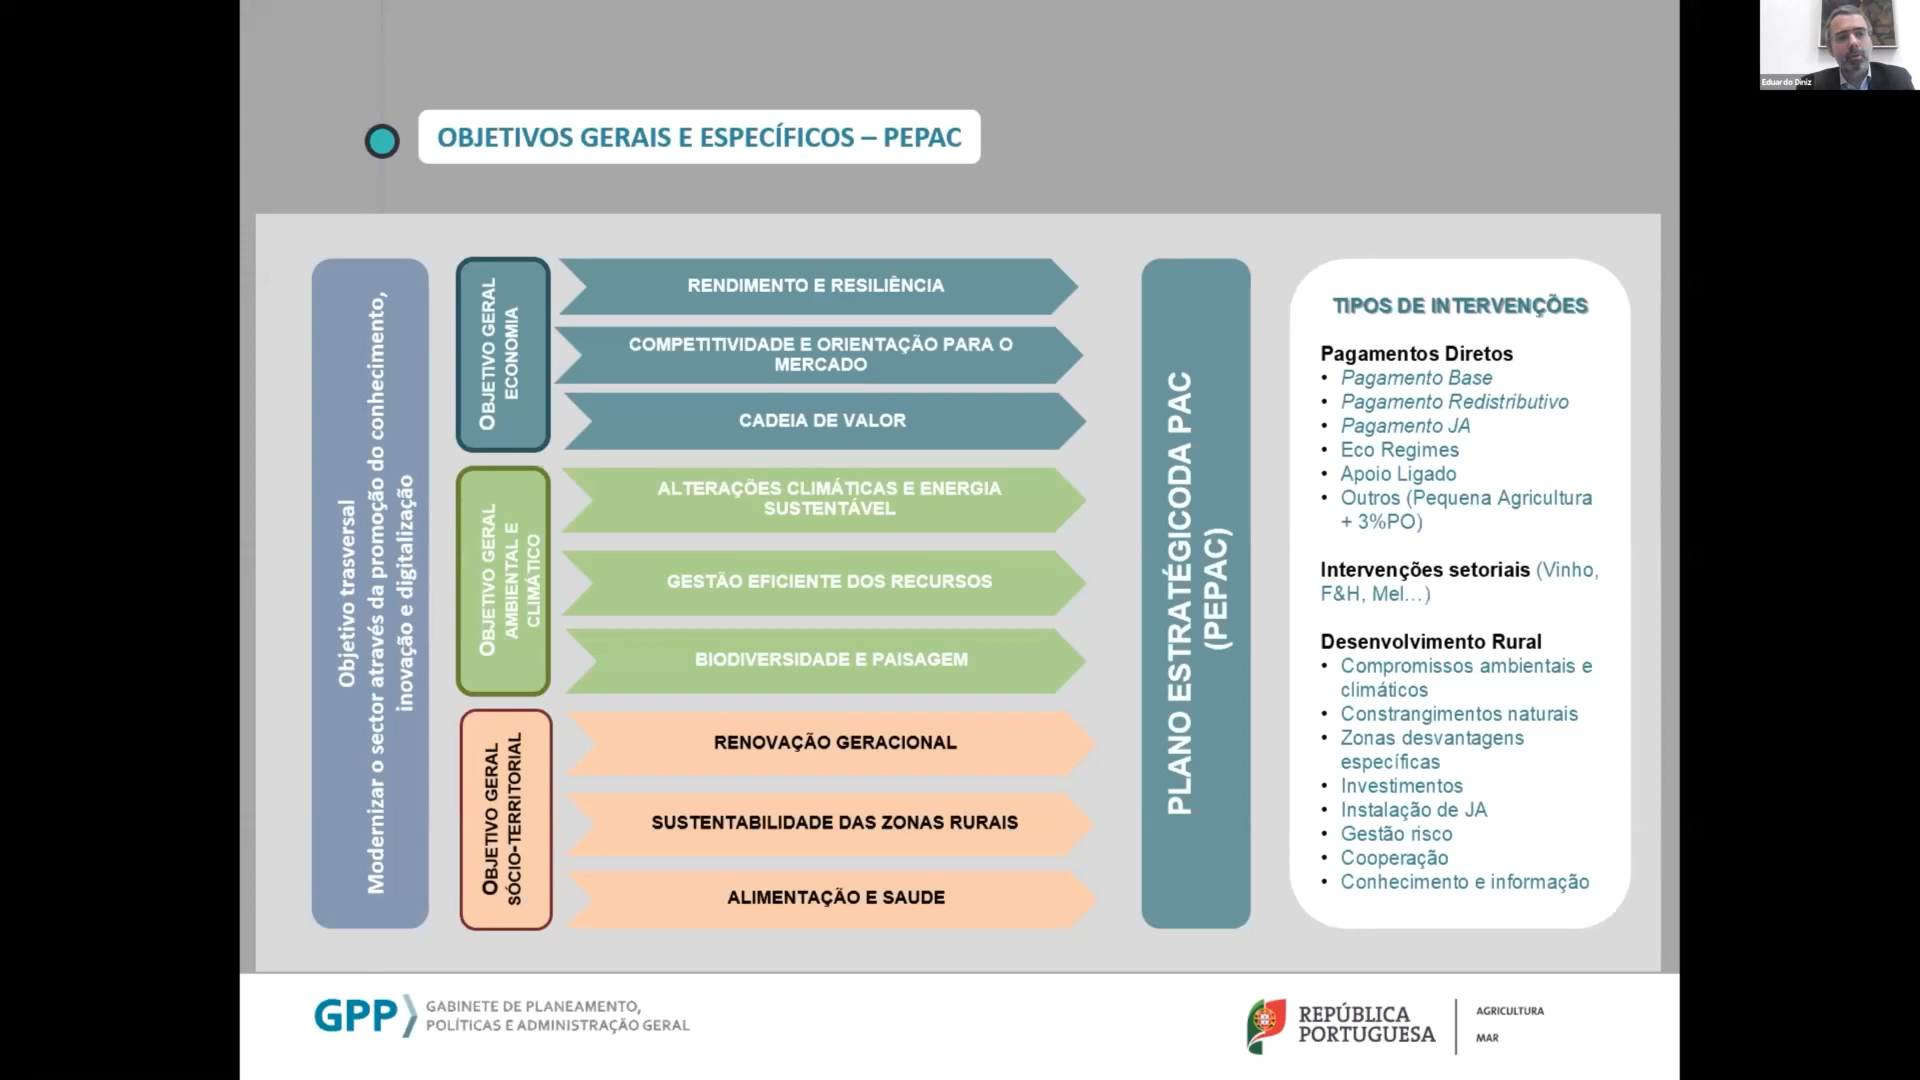 Eduardo Diniz
OBJETIVOS GERAIS E ESPECÍFICOS – PEPAC
Objetivo trasversal
Modernizar o sector através da promoção do conhecimento,
inovação e digitalização
OBJETIVO GERAL
ECONOMIA
RENDIMENTO E RESILIÊNCIA
COMPETITIVIDADE E ORIENTAÇÃO PARA O
MERCADO
CADEIA DE VALOR
OBJETIVO GERAL
AMBIENTAL E
CLIMÁTICO
ALTERAÇÕES CLIMÁTICAS E ENERGIA
SUSTENTÁVEL
GESTÃO EFICIENTE DOS RECURSOS
BIODIVERSIDADE E PAISAGEM
OBJETIVO GERAL
SÓCIO-TERRITORIAL
RENOVAÇÃO GERACIONAL
SUSTENTABILIDADE DAS ZONAS RURAIS
ALIMENTAÇÃO E SAUDE
PLANO ESTRATÉGICODA PAC
(PEPAC)
TIPOS DE INTERVENÇÕES
Pagamentos Diretos
• Pagamento Base
• Pagamento Redistributivo
• Pagamento JA
• Eco Regimes
• Apoio Ligado
• Outros (Pequena Agricultura
+ 3%PO)
Intervenções setoriais (Vinho,
F&H, Mel…)
Desenvolvimento Rural
• Compromissos ambientais e
climáticos
• Constrangimentos naturais
• Zonas desvantagens
específicas
• Investimentos
• Instalação de JA
• Gestão risco
• Cooperação
• Conhecimento e informação
GPP
GABINETE DE PLANEAMENTO,
POLÍTICAS E ADMINISTRAÇÃO GERAL
REPÚBLICA
PORTUGUESA
AGRICULTURA
MAR